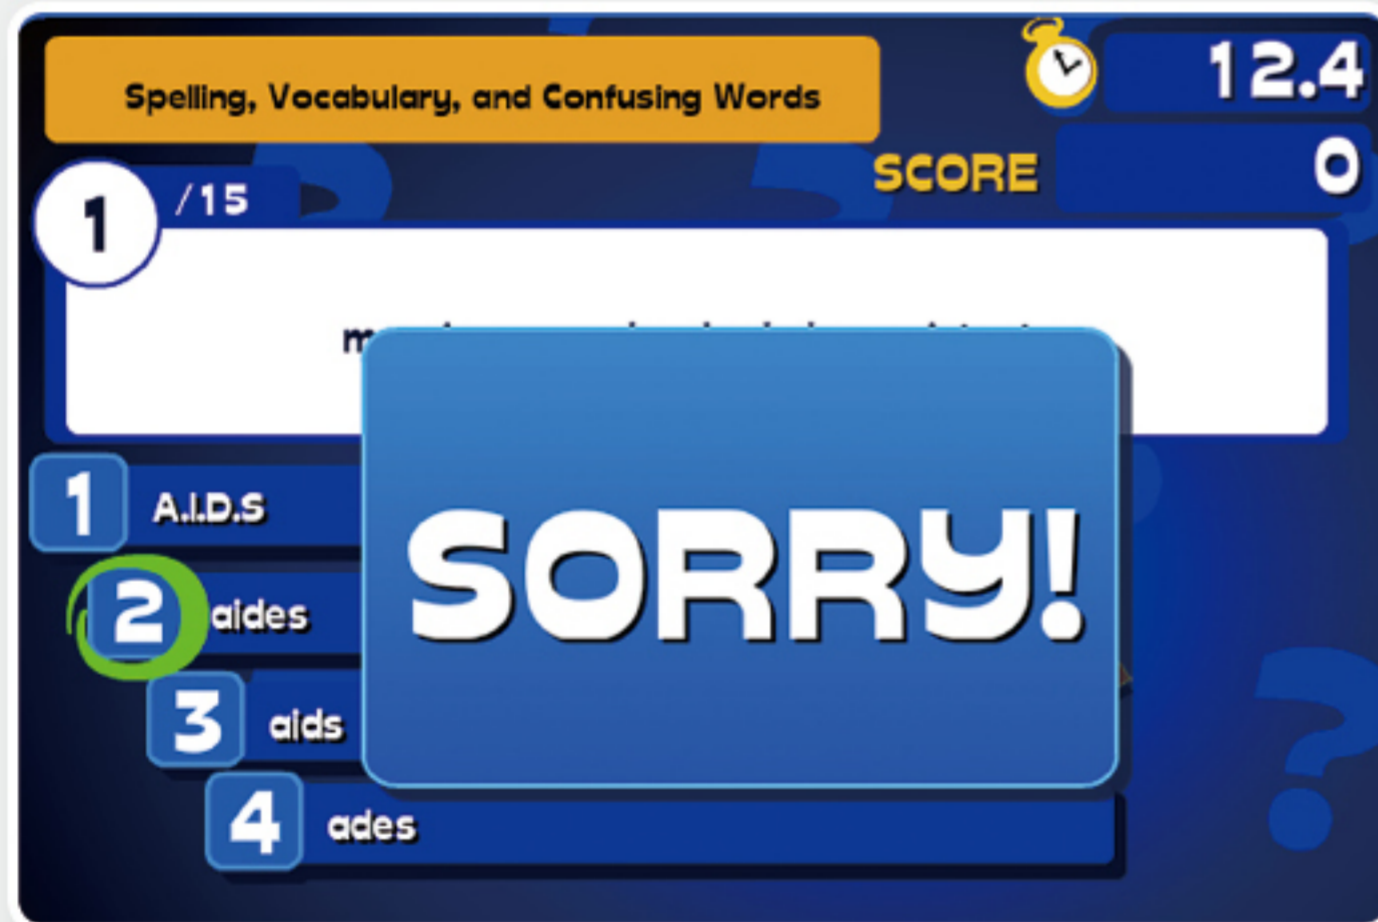 Spelling, Vocabulary, and Confusing Words
12.4
SCORE
0
1
/15
1
A.I.D.S
2
aides
3
aids
4
ades
SORRY!